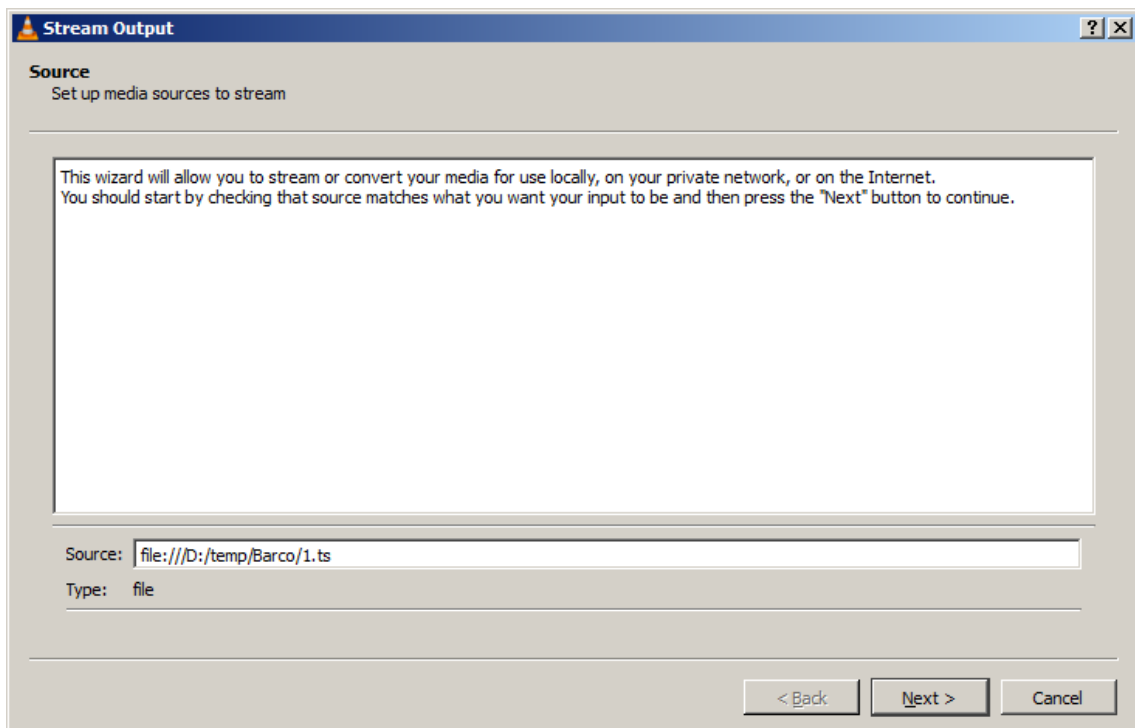 Stream Output
Source
Set up media sources to stream
This wizard will allow you to stream or convert your media for use locally, on your private network, or on the Internet.
You should start by checking that source matches what you want your input to be and then press the "Next" button to continue.
Source: file:///D:/temp/Barco/1.ts
Type: file
< Back Next > Cancel